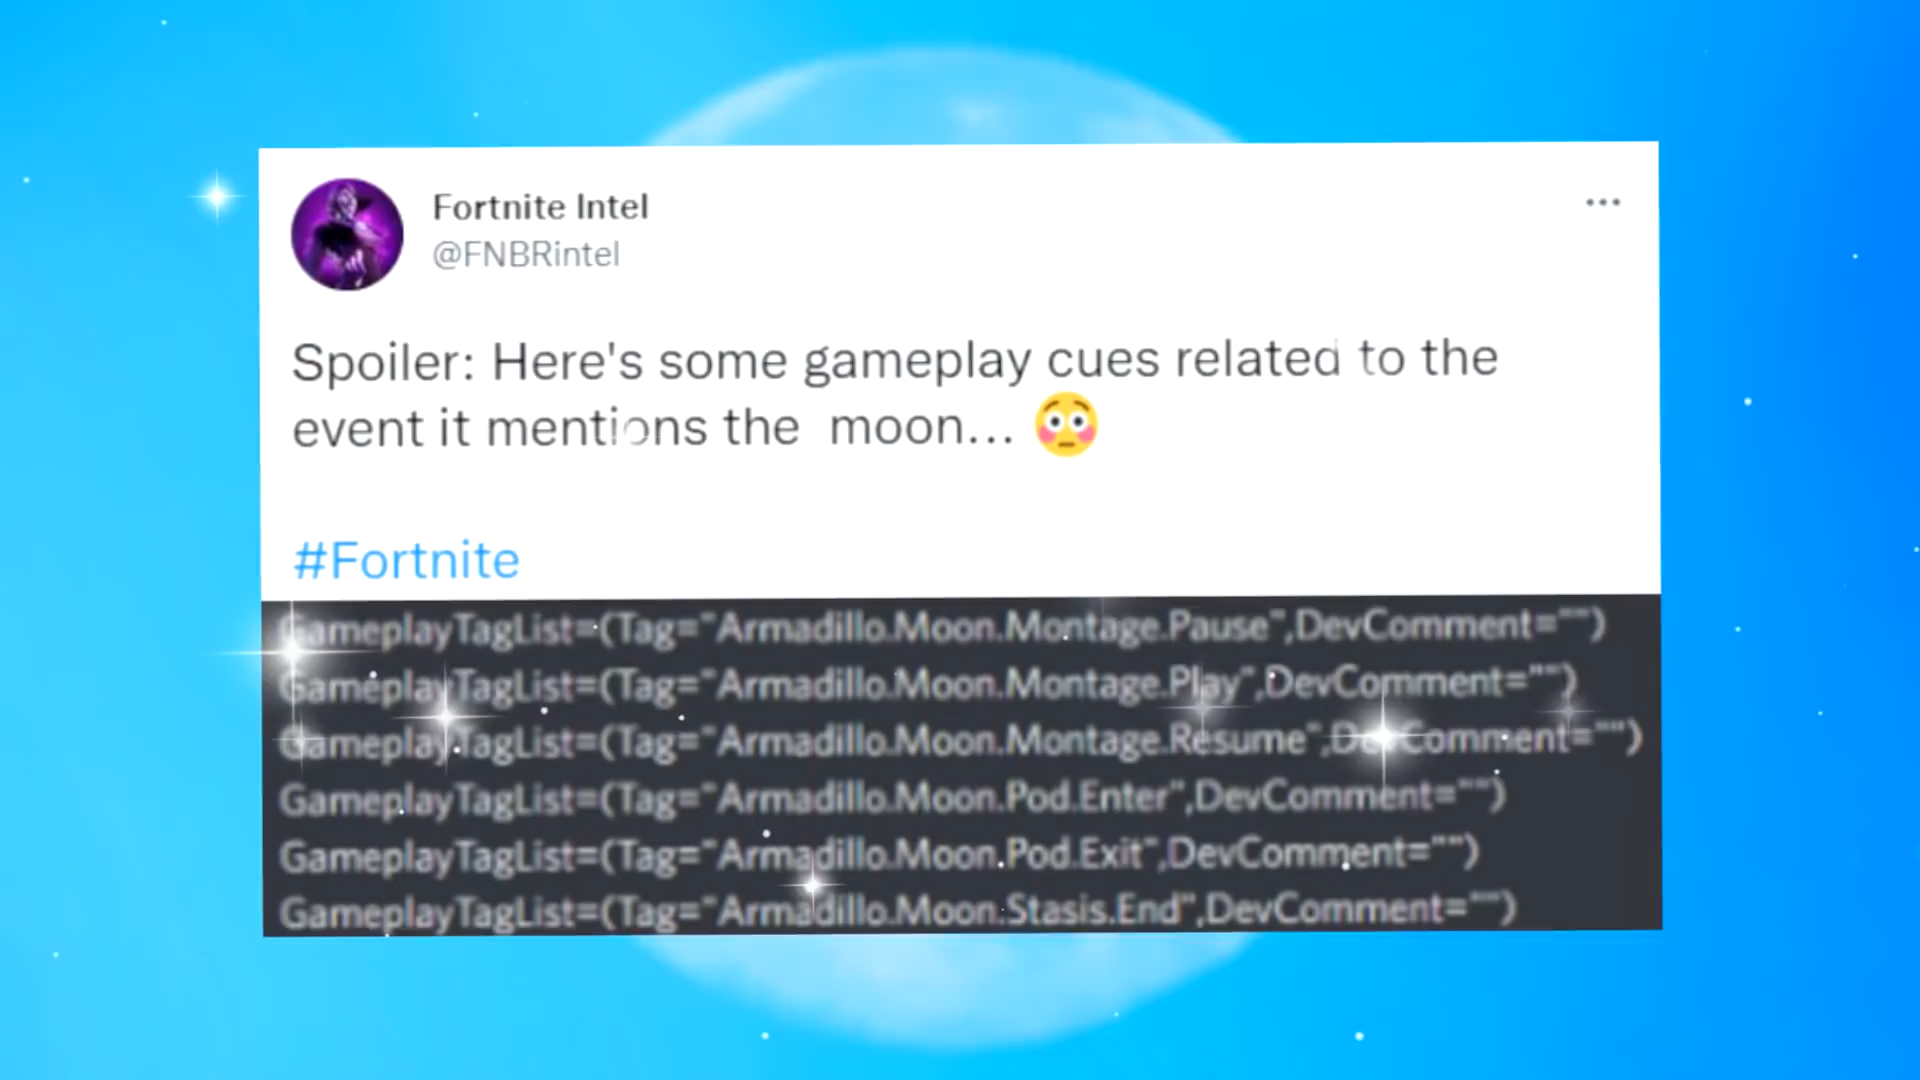 Fortnite Intel
@FNBRintel
Spoiler: Here's some gameplay cues related to the
event it mentions the moon... 😳
#Fortnite
GameplayTagList=(Tag="Armadillo.Moon.Montage.Pause",DevComment="")
GameplayTagList=(Tag="Armadillo.Moon.Montage.Play",DevComment="")
GameplayTagList=(Tag="Armadillo.Moon.Montage.Resume",DevComment="")
GameplayTagList=(Tag="Armadillo.Moon.Pod.Enter",DevComment="")
GameplayTagList=(Tag="Armadillo.Moon.Pod.Exit",DevComment="")
GameplayTagList=(Tag="Armadillo.Moon.Stasis.End",DevComment="")